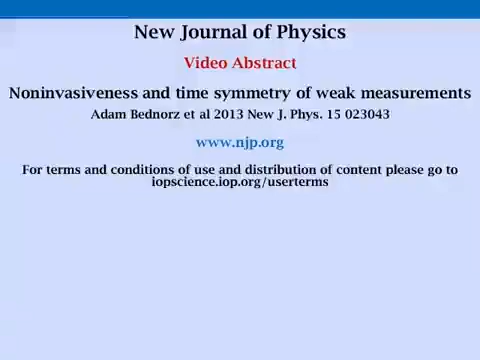 New Journal of Physics
Video Abstract
Noninvasiveness and time symmetry of weak measurements
Adam Bednorz et al 2013 New J. Phys. 15 023043
www.njp.org
For terms and conditions of use and distribution of content please go to
iopscience.iop.org/userterms